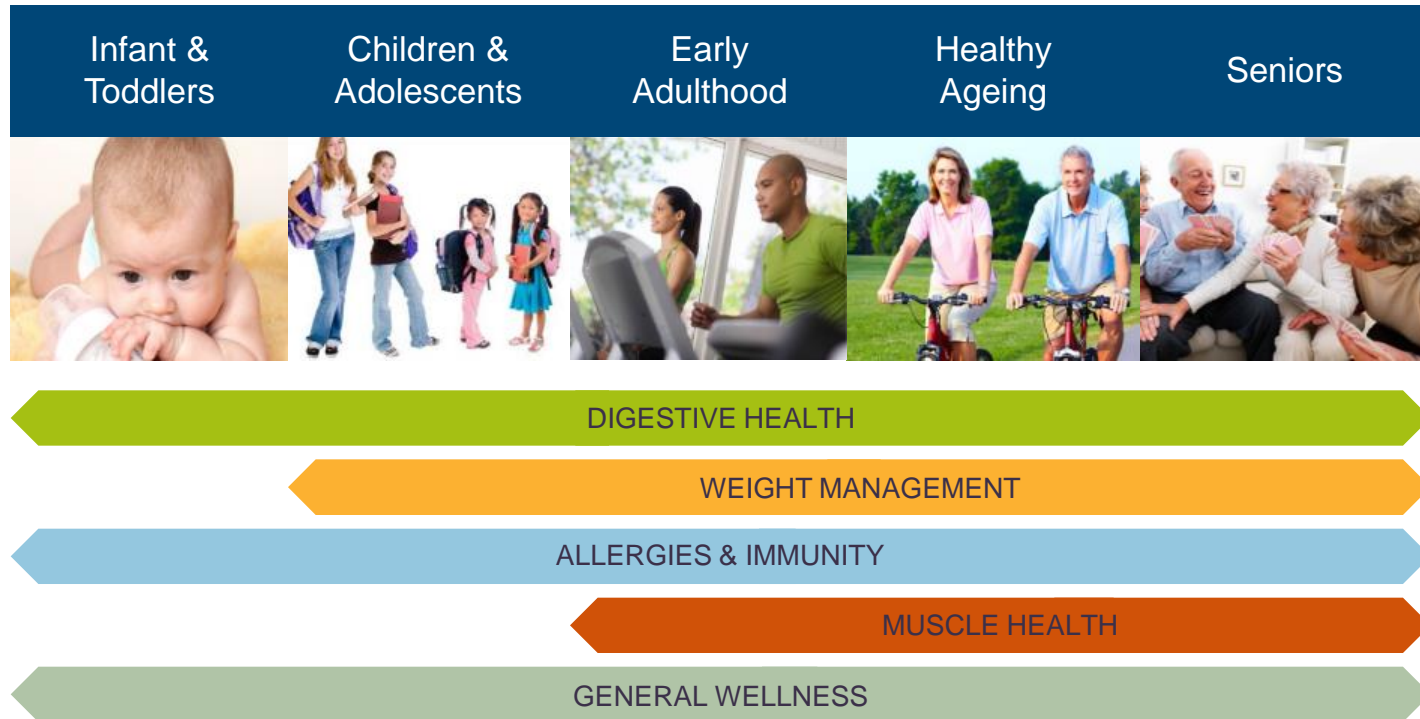 Infant &
Toddlers
Children &
Adolescents
Early
Adulthood
Healthy
Ageing
Seniors
DIGESTIVE HEALTH
WEIGHT MANAGEMENT
ALLERGIES & IMMUNITY
MUSCLE HEALTH
GENERAL WELLNESS